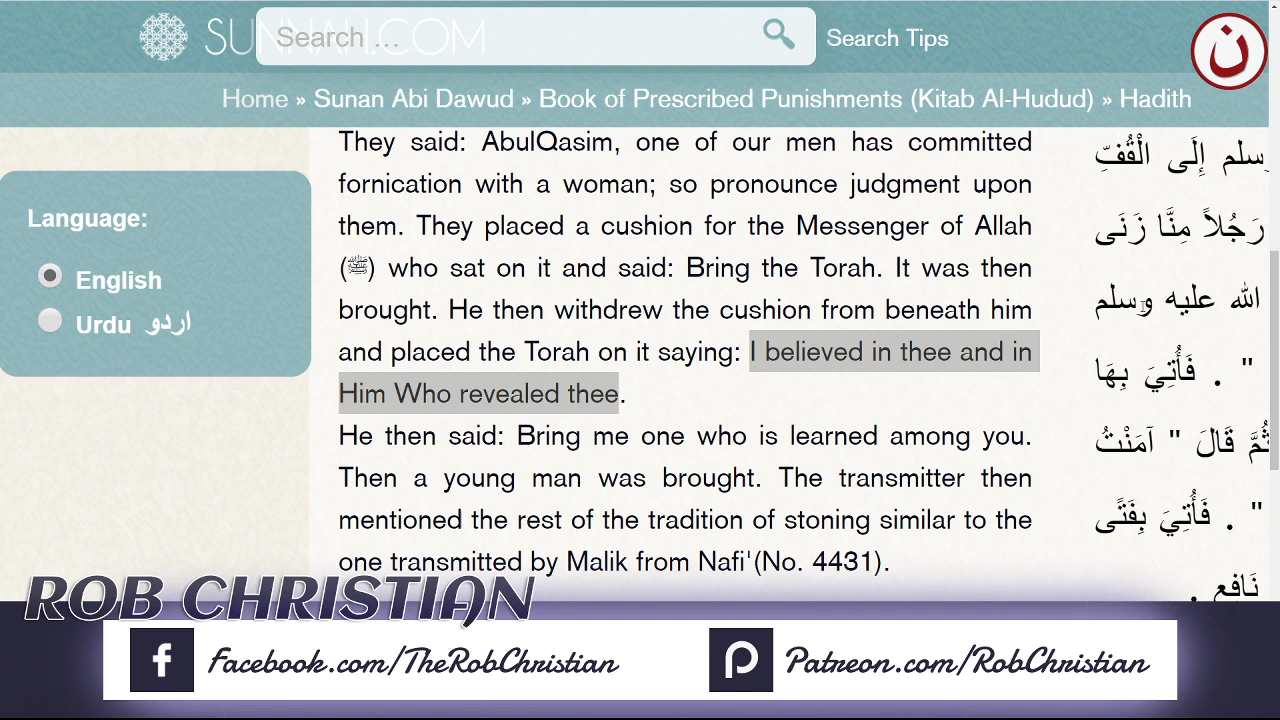 SUNNAH.COM
Search ...
Search Tips
ن
Home » Sunan Abi Dawud » Book of Prescribed Punishments (Kitab Al-Hudud) » Hadith
Language:
English
Urdu اردو
They said: AbulQasim, one of our men has committed
fornication with a woman; so pronounce judgment upon
them. They placed a cushion for the Messenger of Allah
(ﷺ) who sat on it and said: Bring the Torah. It was then
brought. He then withdrew the cushion from beneath him
and placed the Torah on it saying: I believed in thee and in
Him Who revealed thee.
He then said: Bring me one who is learned among you.
Then a young man was brought. The transmitter then
mentioned the rest of the tradition of stoning similar to the
one transmitted by Malik from Nafi'(No. 4431).
وسلم إِلَى الْقُفِّ
رَجُلاً مِنَّا زَنَى
الله عليه وسلم
" . فَأُتِيَ بِهَا
ثُمَّ قَالَ " آمَنْتُ
" . فَأُتِيَ بِفَتًى
نَافِعٍ .
ROB CHRISTIAN
Facebook.com/TheRobChristian
Patreon.com/RobChristian